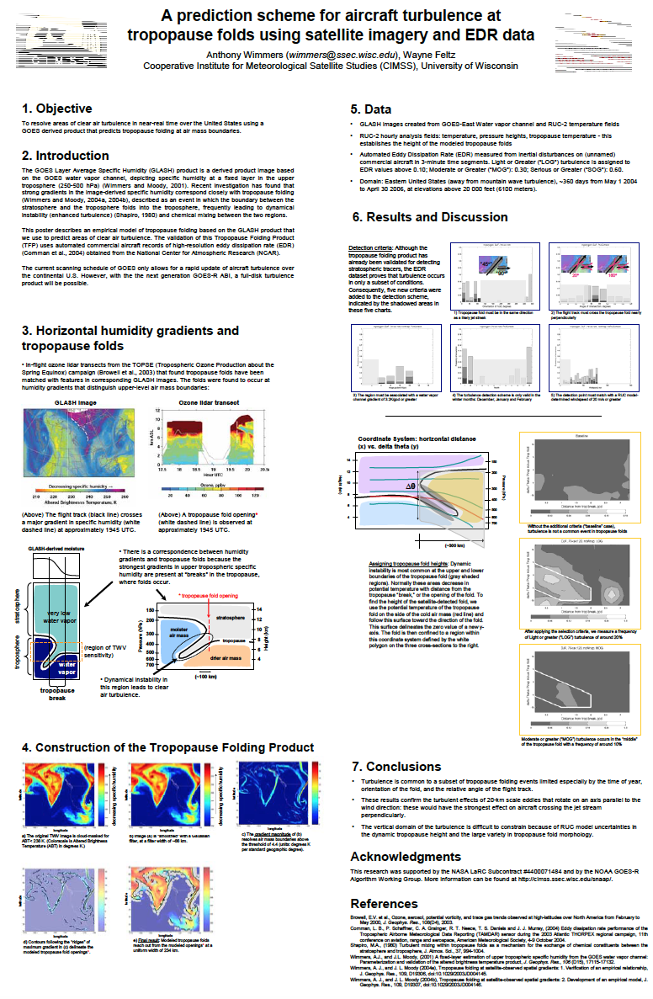 A prediction scheme for aircraft turbulence at
tropopause folds using satellite imagery and EDR data
Anthony Wimmers (wimmers@ssec.wisc.edu), Wayne Feltz
Cooperative Institute for Meteorological Satellite Studies (CIMSS), University of Wisconsin
CIMSS
1. Objective
To resolve areas of clear air turbulence in near-real time over the United States using a
GOES derived product that predicts tropopause folding at air mass boundaries.
2. Introduction
The GOES Layer Average Specific Humidity (GLASH) product is a derived product image based
on the GOES water vapor channel, depicting specific humidity at a fixed layer in the upper
troposphere (250-500 hPa) (Wimmers and Moody, 2001). Recent investigation has found that
strong gradients in the image-derived specific humidity correspond closely with tropopause folding
(Wimmers and Moody, 2004a, 2004b), described as an event in which the boundary between the
stratosphere and the troposphere folds into the troposphere, frequently leading to dynamical
instability (enhanced turbulence) (Shapiro, 1980) and chemical mixing between the two regions.
This poster describes an empirical model of tropopause folding based on the GLASH product that
we use to predict areas of clear air turbulence. The validation of this Tropopause Folding Product
(TFP) uses automated commercial aircraft records of high-resolution eddy dissipation rate (EDR)
(Cornman et al., 2004) obtained from the National Center for Atmospheric Research (NCAR).
The current scanning schedule of GOES only allows for a rapid update of aircraft turbulence over
the continental U.S. However, with the the next generation GOES-R ABI, a full-disk turbulence
product will be possible.
3. Horizontal humidity gradients and
tropopause folds
• In-flight ozone lidar transects from the TOPSE (Tropospheric Ozone Production about the
Spring Equinox) campaign (Browell et al., 2003) that found tropopause folds have been
matched with features in corresponding GLASH images. The folds were found to occur at
humidity gradients that distinguish upper-level air mass boundaries:
GLASH image
Ozone lidar transect
km ASL
12
10
8
6
4
2
0
17.5 18 18.5 19 19.5 20 20.5
Hour UTC
Decreasing specific humidity →
210 220 230 240 250 260
Altered Brightness Temperature, K
Ozone, ppbv
20 40 60 80 100 120
(Above) The flight track (black line) crosses
a major gradient in specific humidity (white
dashed line) at approximately 1945 UTC.
(Above) A tropopause fold opening*
(white dashed line) is observed at
approximately 1945 UTC.
GLASH-derived moisture
• There is a correspondence between humidity
gradients and tropopause folds because the
strongest gradients in upper tropospheric specific
humidity are present at "breaks" in the tropopause,
where folds occur.
stratosphere
troposphere
very low
water vapor
water
vapor
(region of TWV
sensitivity)
tropopause
break
* tropopause fold opening
Pressure (hPa)
150
200
300
400
500
600
700
stratosphere
moister
air mass
tropopause
drier air mass
14
12
10
8
6
4
Height (km)
(~100 km)
• Dynamical instability in
this region leads to clear
air turbulence.
4. Construction of the Tropopause Folding Product
latitude
longitude
decreasing specific humidity
a) The original TWV image is cloud-masked for
ABT< 236 K. (Colorscale is Altered Brightness
Temperature (ABT) in degrees K.)
longitude
decreasing specific humidity
b) Image (a) is "smoothed" with a Gaussian
filter, at a filter width of ~68 km.
latitude
longitude
c) The gradient magnitude of (b)
resolves air mass boundaries above
the threshold of 4.4 (units: degrees K
per standard geographic degree).
latitude
longitude
d) Contours following the "ridges" of
maximum gradient in (c) delineate the
modeled tropopause fold openings*.
latitude
longitude
e) Final result: Modeled tropopause folds
reach out from the modeled openings* at a
uniform width of 234 km.
5. Data
• GLASH images created from GOES-East Water vapor channel and RUC-2 temperature fields
• RUC-2 hourly analysis fields: temperature, pressure heights, tropopause temperature - this
establishes the height of the modeled tropopause folds
• Automated Eddy Dissipation Rate (EDR) measured from inertial disturbances on (unnamed)
commercial aircraft in 3-minute time segments. Light or Greater ("LOG") turbulence is assigned to
EDR values above 0.10; Moderate or Greater ("MOG"): 0.30; Serious or Greater ("SOG"): 0.60.
• Domain: Eastern United States (away from mountain wave turbulence), ~360 days from May 1 2004
to April 30 2006, at elevations above 20 000 feet (6100 meters).
6. Results and Discussion
Detection criteria: Although the
tropopause folding product has
already been validated for detecting
stratospheric tracers, the EDR
dataset proves that turbulence occurs
in only a subset of conditions.
Consequently, five new criteria were
added to the detection scheme,
indicated by the shadowed areas in
these five charts.
1) Tropopause fold must be in the same direction
as a likely jet streak
2) The flight track must cross the tropopause fold nearly
perpendicularly
3) The region must be associated with a water vapor
channel gradient of 3.3K/gud or greater
4) The turbulence detection scheme is only valid in the
winter months: December, January and February
5) The detection point must match with a RUC model-
determined windspeed of 20 m/s or greater
Coordinate System: horizontal distance
(x) vs. delta theta (y)
14
12
10
8
6
4
Δθ
(~300 km)
Assigning tropopause fold heights: Dynamic
instability is most common at the upper and lower
boundaries of the tropopause fold (gray shaded
regions). Normally these areas decrease in
potential temperature with distance from the
tropopause "break," or the opening of the fold. To
find the height of the satellite-detected fold, we
use the potential temperature of the tropopause
fold on the side of the cold air mass (red line) and
follow this surface toward the direction of the fold.
This surface delineates the zero value of a new y-
axis. The fold is then confined to a region within
this coordinate system defined by the white
polygon on the three cross-sections to the right.
Baseline
Without the additional criteria ("baseline" case),
turbulence is not a common event in tropopause folds
After applying the selection criteria, we measure a frequency
of Light or greater ("LOG") turbulence of around 20%
Moderate or greater ("MOG") turbulence occurs in the "middle"
of the tropopause fold with a frequency of around 10%
7. Conclusions
• Turbulence is common to a subset of tropopause folding events limited especially by the time of year,
orientation of the fold, and the relative angle of the flight track.
• These results confirm the turbulent effects of 20-km scale eddies that rotate on an axis parallel to the
wind direction: these would have the strongest effect on aircraft crossing the jet stream
perpendicularly.
• The vertical domain of the turbulence is difficult to constrain because of RUC model uncertainties in
the dynamic tropopause height and the large variety in tropopause fold morphology.
Acknowledgments
This research was supported by the NASA LaRC Subcontract #4400071484 and by the NOAA GOES-R
Algorithm Working Group. More information can be found at http://cimss.ssec.wisc.edu/snaap/.
References
Browell, E.V. et al., Ozone, aerosol, potential vorticity, and trace gas trends observed at high-latitudes over North America from February to
May 2000, J. Geophys. Res., 108(D4), 2003.
Cornman, L. B., P. Schaffner, C. A. Grainger, R. T. Neece, T. S. Daniels and J. J. Murray, (2004) Eddy dissipation rate performance of the
Tropospheric Airborne Meteorological Data Reporting (TAMDAR) sensor during the 2003 Atlantic THORPEX regional campaign, 11th
conference on aviation, range and aerospace, American Meteorological Society, 4-9 October 2004.
Shapiro, M.A., (1980) Turbulent mixing within tropopause folds as a mechanism for the exchange of chemical constituents between the
stratosphere and troposphere, J. Atmos. Sci., 37, 994-1004.
Wimmers, A.J., and J.L. Moody, (2001) A fixed-layer estimation of upper tropospheric specific humidity from the GOES water vapor channel:
Parameterization and validation of the altered brightness temperature product, J. Geophys. Res., 106 (D15), 17115-17132.
Wimmers, A. J., and J. L. Moody (2004a), Tropopause folding at satellite-observed spatial gradients: 1. Verification of an empirical relationship,
J. Geophys. Res., 109, D19306, doi:10.1029/2003JD004145.
Wimmers, A. J., and J. L. Moody (2004b), Tropopause folding at satellite-observed spatial gradients: 2. Development of an empirical model, J.
Geophys. Res., 109, D19307, doi:10.1029/2003JD004146.